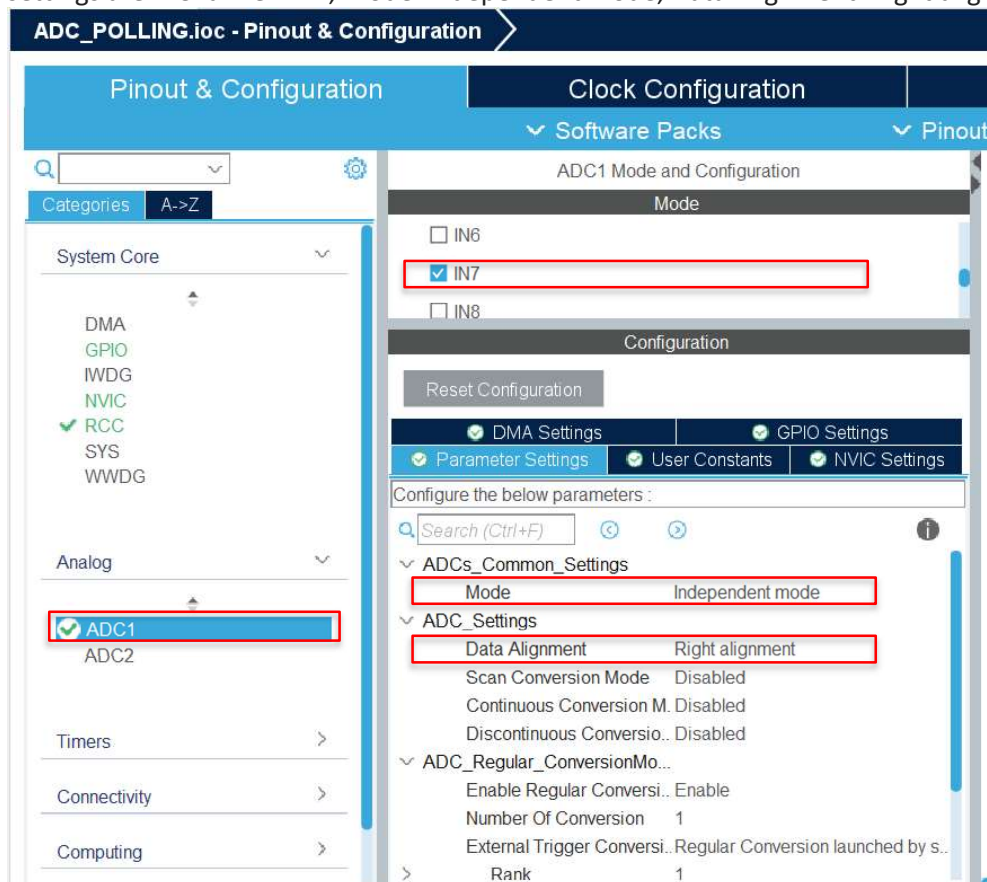 ADC_POLLING.ioc - Pinout & Configuration
Pinout & Configuration
Clock Configuration
Software Packs
Pinout
Categories
A->Z
System Core
DMA
GPIO
IWDG
NVIC
RCC
SYS
WWDG
Analog
ADC1
ADC2
Timers
Connectivity
Computing
ADC1 Mode and Configuration
Mode
IN6
IN7
IN8
Configuration
Reset Configuration
DMA Settings
GPIO Settings
Parameter Settings
User Constants
NVIC Settings
Configure the below parameters :
Search (Ctrl+F)
ADCs_Common_Settings
Mode Independent mode
ADC_Settings
Data Alignment Right alignment
Scan Conversion Mode Disabled
Continuous Conversion M. Disabled
Discontinuous Conversio.. Disabled
ADC_Regular_ConversionMo...
Enable Regular Conversi.. Enable
Number Of Conversion 1
External Trigger Conversi.. Regular Conversion launched by s..
Rank 1